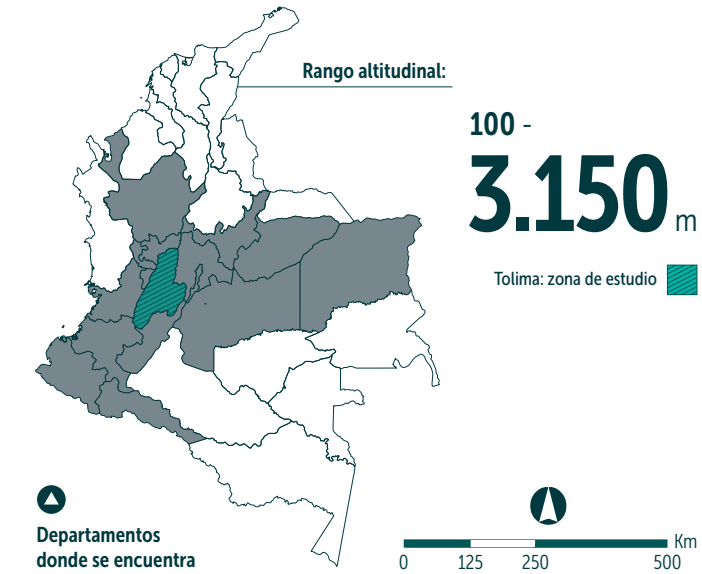 Rango altitudinal:
100 -
3.150 m
Tolima: zona de estudio
Departamentos
donde se encuentra
Km
0 125 250 500